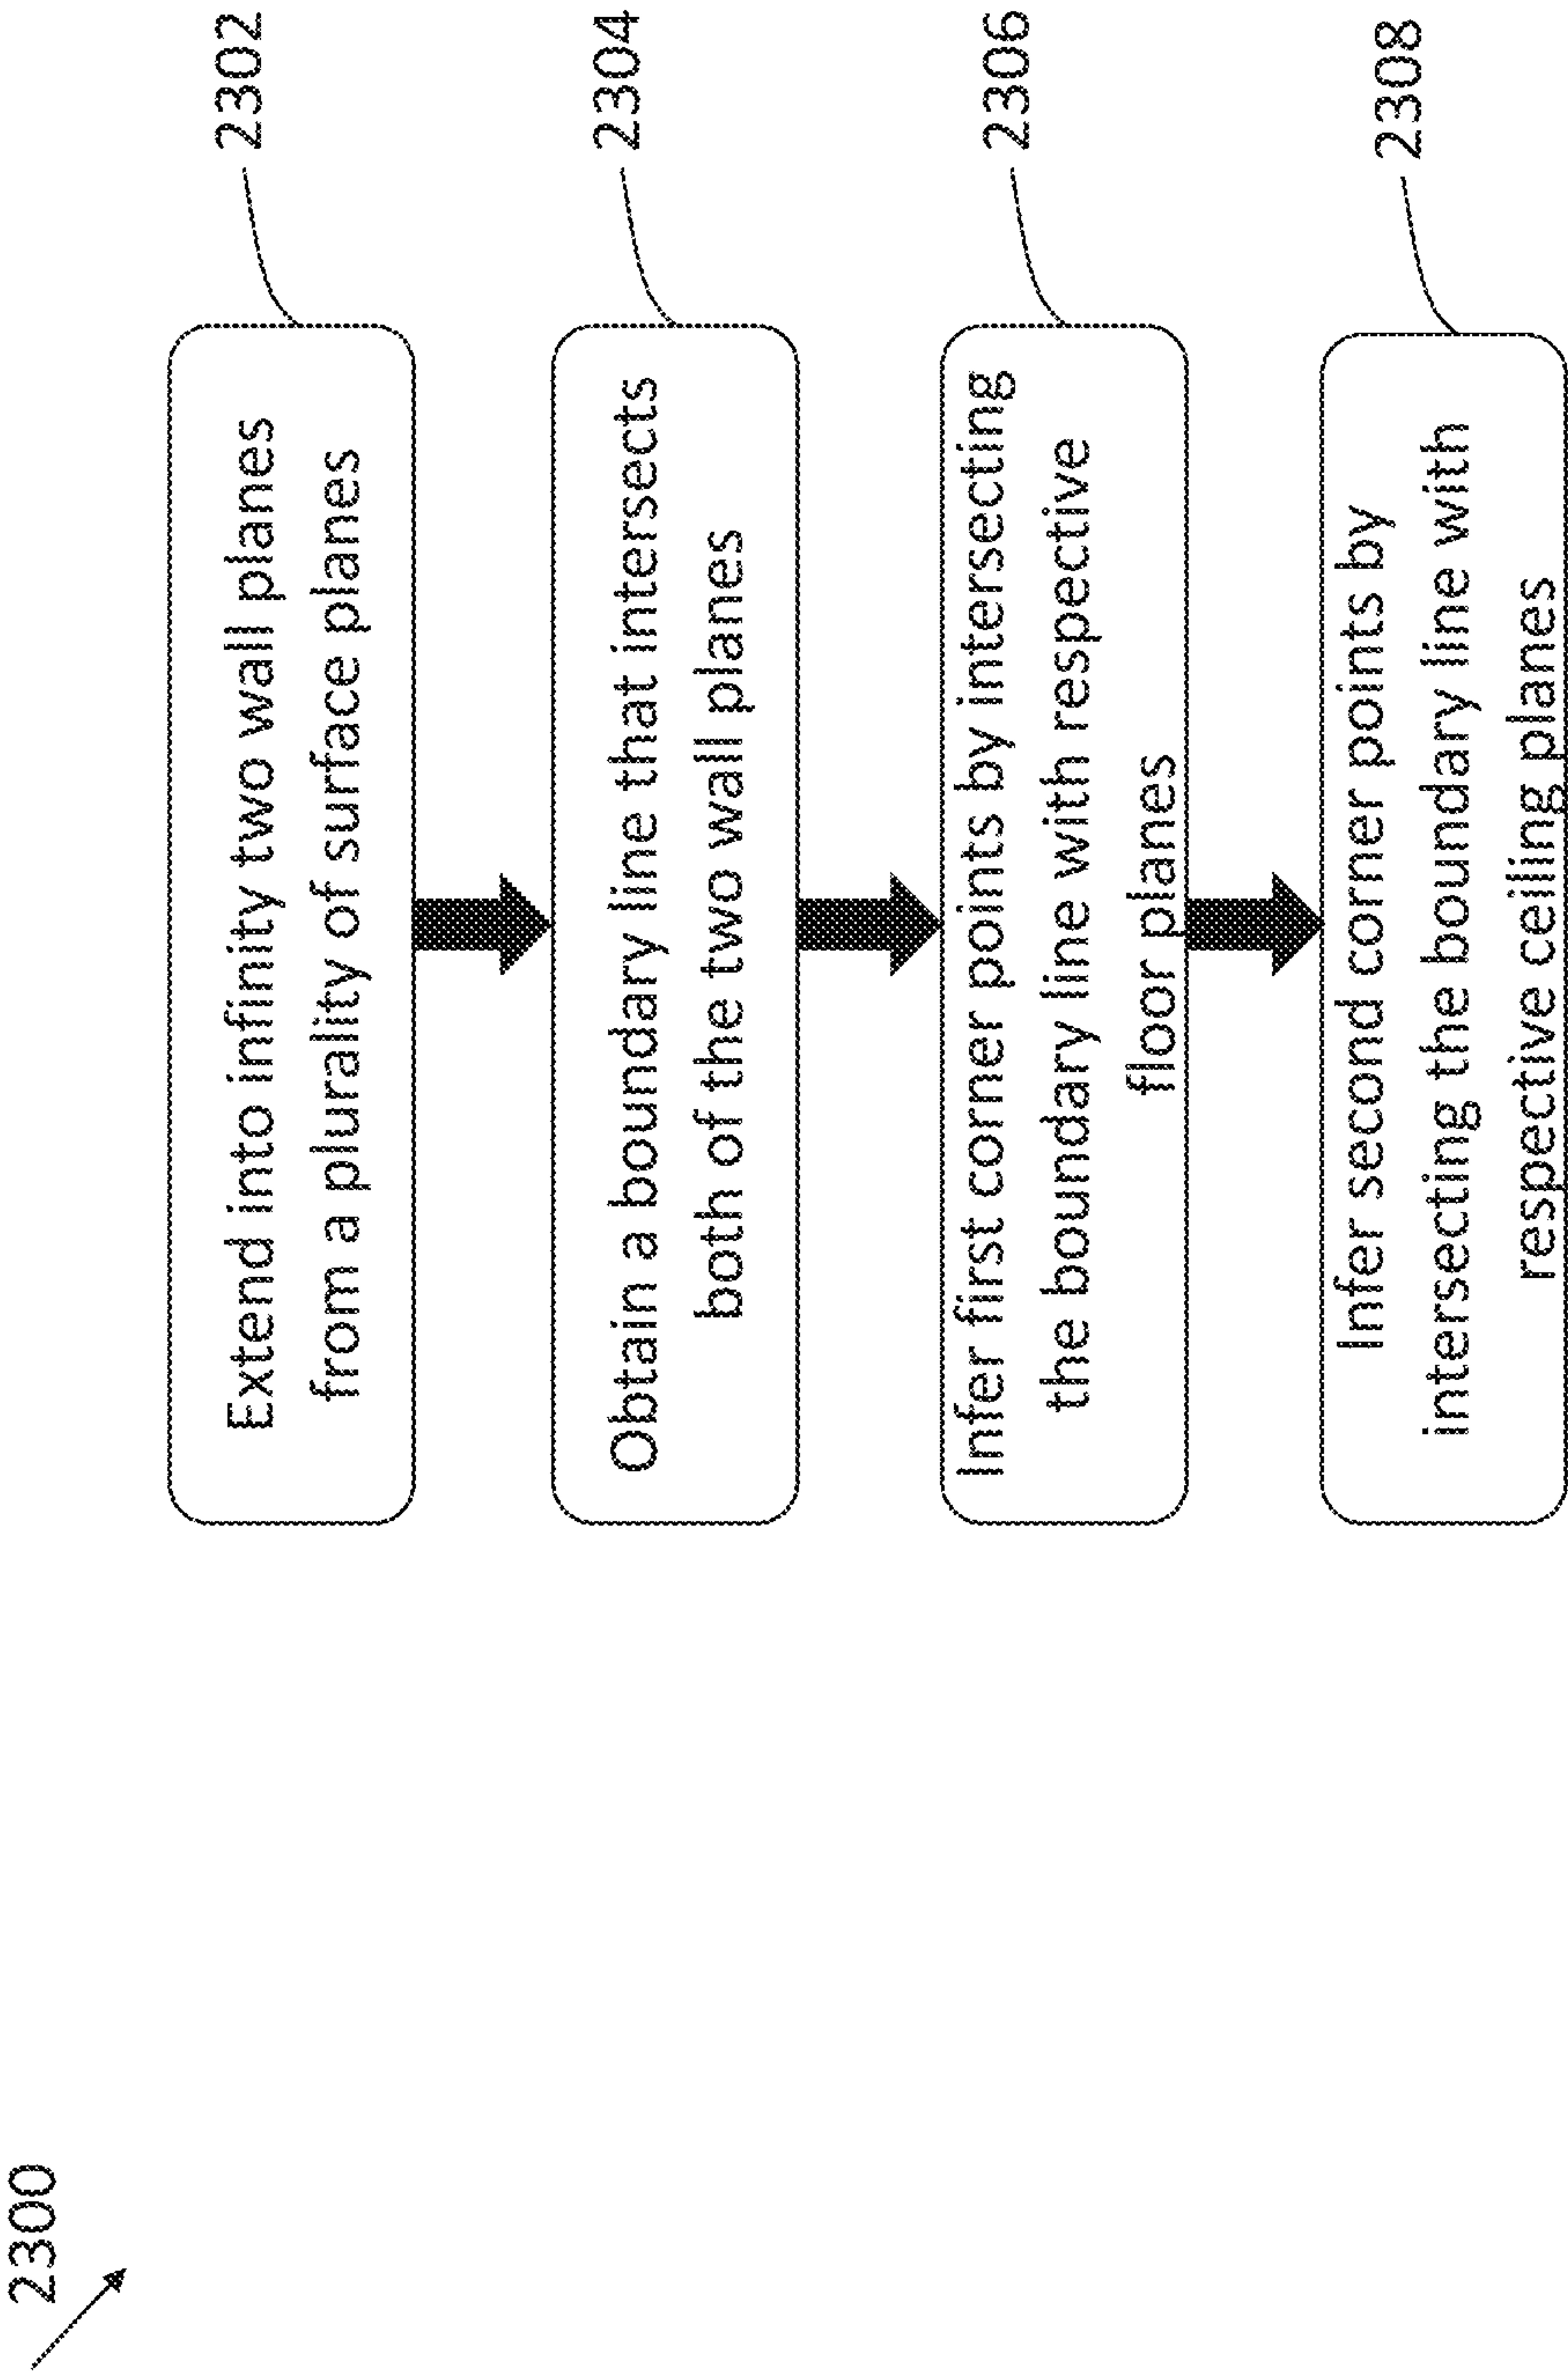 2300
Extend into infinity two wall planes
from a plurality of surface planes
2302
Obtain a boundary line that intersects
both of the two wall planes
2304
Infer first corner points by intersecting
the boundary line with respective
floor planes
2306
Infer second corner points by
intersecting the boundary line with
respective ceiling planes
2308